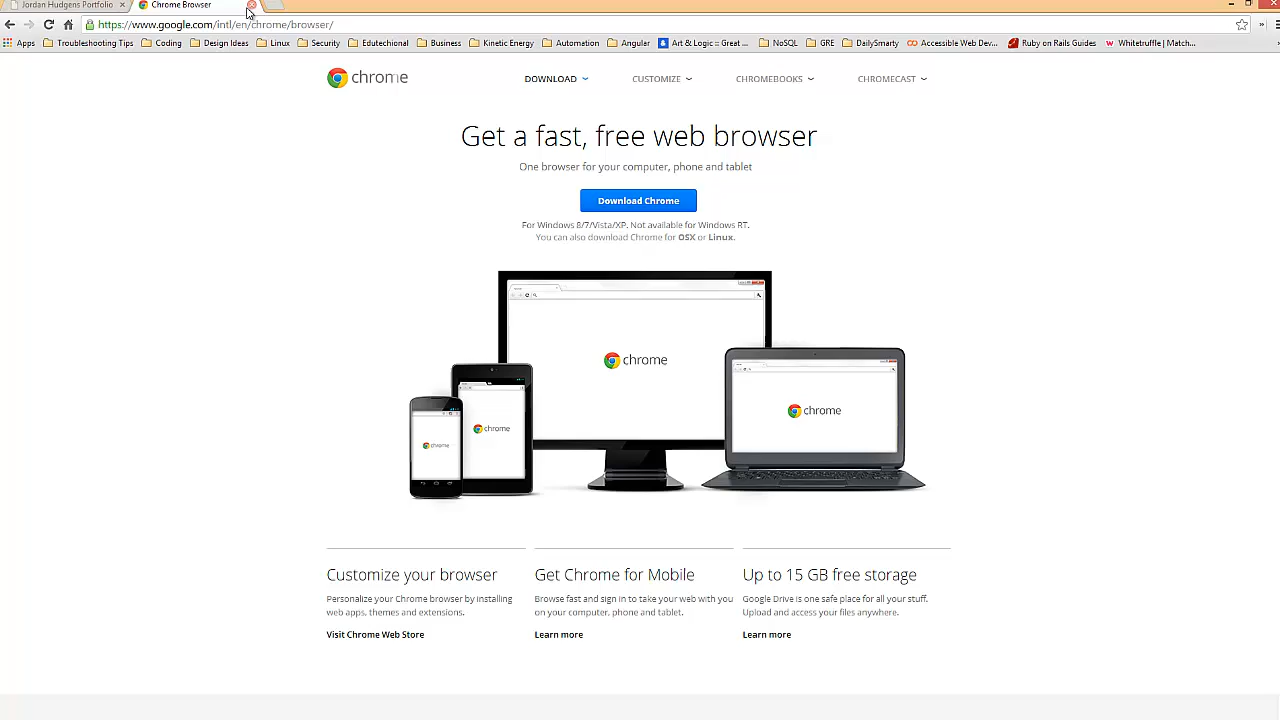 Jordan Hudgens Portfolio
Chrome Browser
https://www.google.com/intl/en/chrome/browser/
Apps Troubleshooting Tips Coding Design Ideas Linux Security Edutechional Business Kinetic Energy Automation Angular Art & Logic :: Great ... NoSQL GRE DailySmarty Accessible Web Dev... Ruby on Rails Guides Whitetruffle | Match...
chrome
DOWNLOAD CUSTOMIZE CHROMEBOOKS CHROMECAST
Get a fast, free web browser
One browser for your computer, phone and tablet
Download Chrome
For Windows 8/7/Vista/XP. Not available for Windows RT.
You can also download Chrome for OSX or Linux.
chrome
chrome
chrome
chrome
Customize your browser
Personalize your Chrome browser by installing
web apps, themes and extensions.
Visit Chrome Web Store
Get Chrome for Mobile
Browse fast and sign in to take your web with you
on your computer, phone and tablet.
Learn more
Up to 15 GB free storage
Google Drive is one safe place for all your stuff.
Upload and access your files anywhere.
Learn more